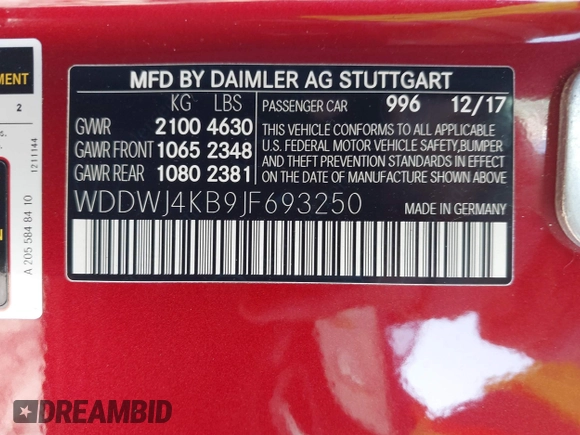 MFD BY DAIMLER AG STUTTGART
KG LBS
GVWR 2100 4630
GAWR FRONT 1065 2348
GAWR REAR 1080 2381
PASSENGER CAR 996 12/17
THIS VEHICLE CONFORMS TO ALL APPLICABLE
U.S. FEDERAL MOTOR VEHICLE SAFETY,BUMPER
AND THEFT PREVENTION STANDARDS IN EFFECT
ON THE DATE OF MANUFACTURE SHOWN ABOVE.
WDDWJ4KB9JF693250 MADE IN GERMANY
MENT
2
1211144
A 205 584 84 10
DREAMBID